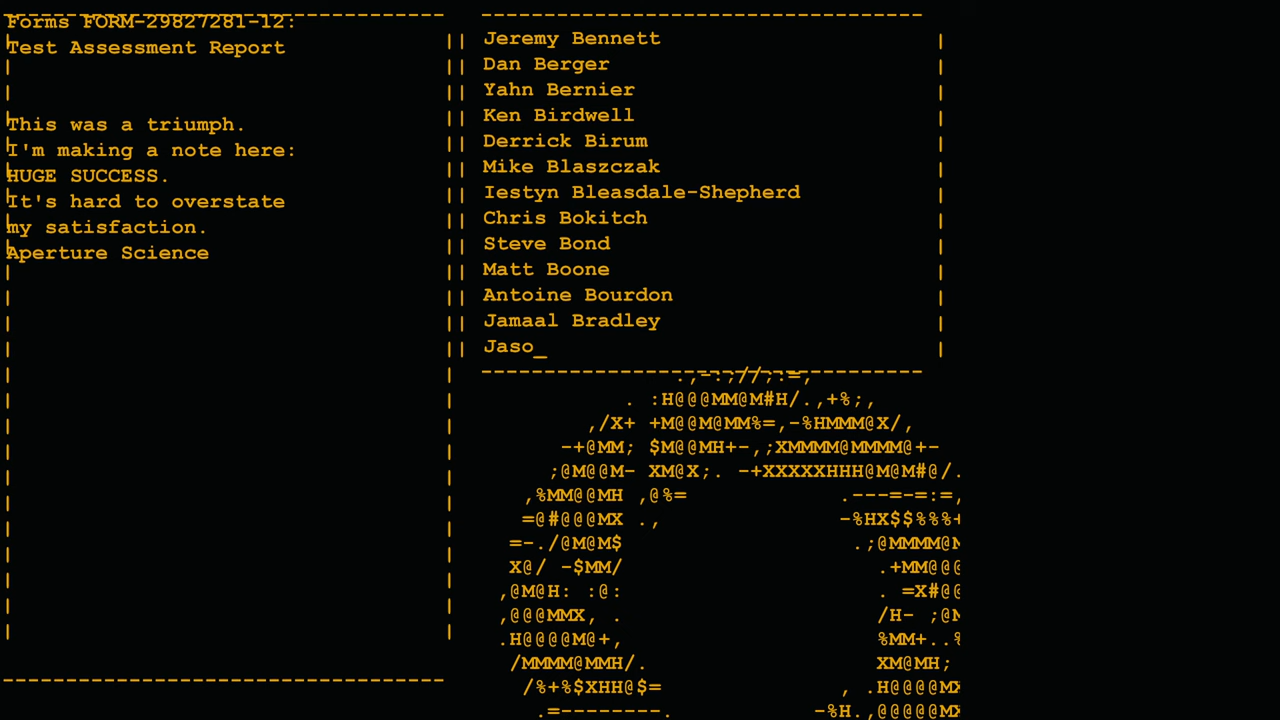 Forms FORM-29827281-12:
Test Assessment Report
This was a triumph.
I'm making a note here:
HUGE SUCCESS.
It's hard to overstate
my satisfaction.
Aperture Science
Jeremy Bennett
Dan Berger
Yahn Bernier
Ken Birdwell
Derrick Birum
Mike Blaszczak
Iestyn Bleasdale-Shepherd
Chris Bokitch
Steve Bond
Matt Boone
Antoine Bourdon
Jamaal Bradley
Jaso_